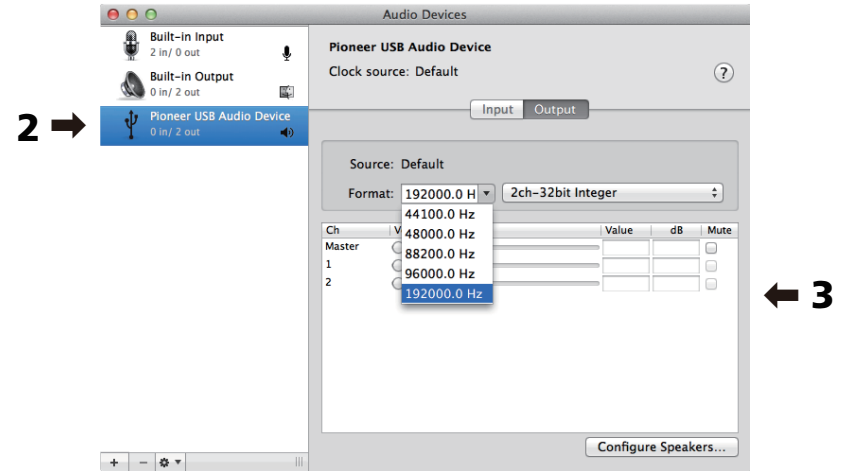 Audio Devices
Built-in Input
2 in/ 0 out
Built-in Output
0 in/ 2 out
2
Pioneer USB Audio Device
0 in/ 2 out
Pioneer USB Audio Device
Clock source: Default
?
Input Output
Source: Default
Format: 192000.0 H 2ch-32bit Integer
44100.0 Hz
48000.0 Hz
88200.0 Hz
96000.0 Hz
192000.0 Hz
Ch V Value dB Mute
Master
1
2
3
Configure Speakers...
+ -